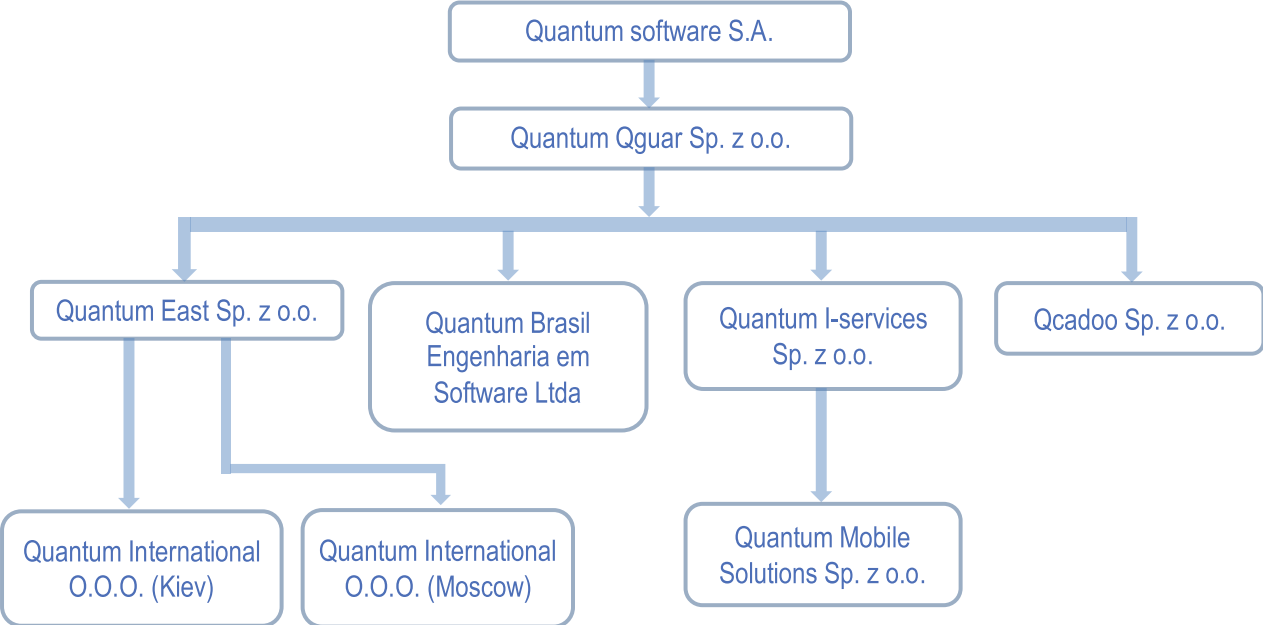 Quantum software S.A.
Quantum Qguar Sp. z o.o.
Quantum East Sp. z o.o.
Quantum Brasil
Engenharia em
Software Ltda
Quantum I-services
Sp. z o.o.
Qcadoo Sp. z o.o.
Quantum International
O.O.O. (Kiev)
Quantum International
O.O.O. (Moscow)
Quantum Mobile
Solutions Sp. z o.o.